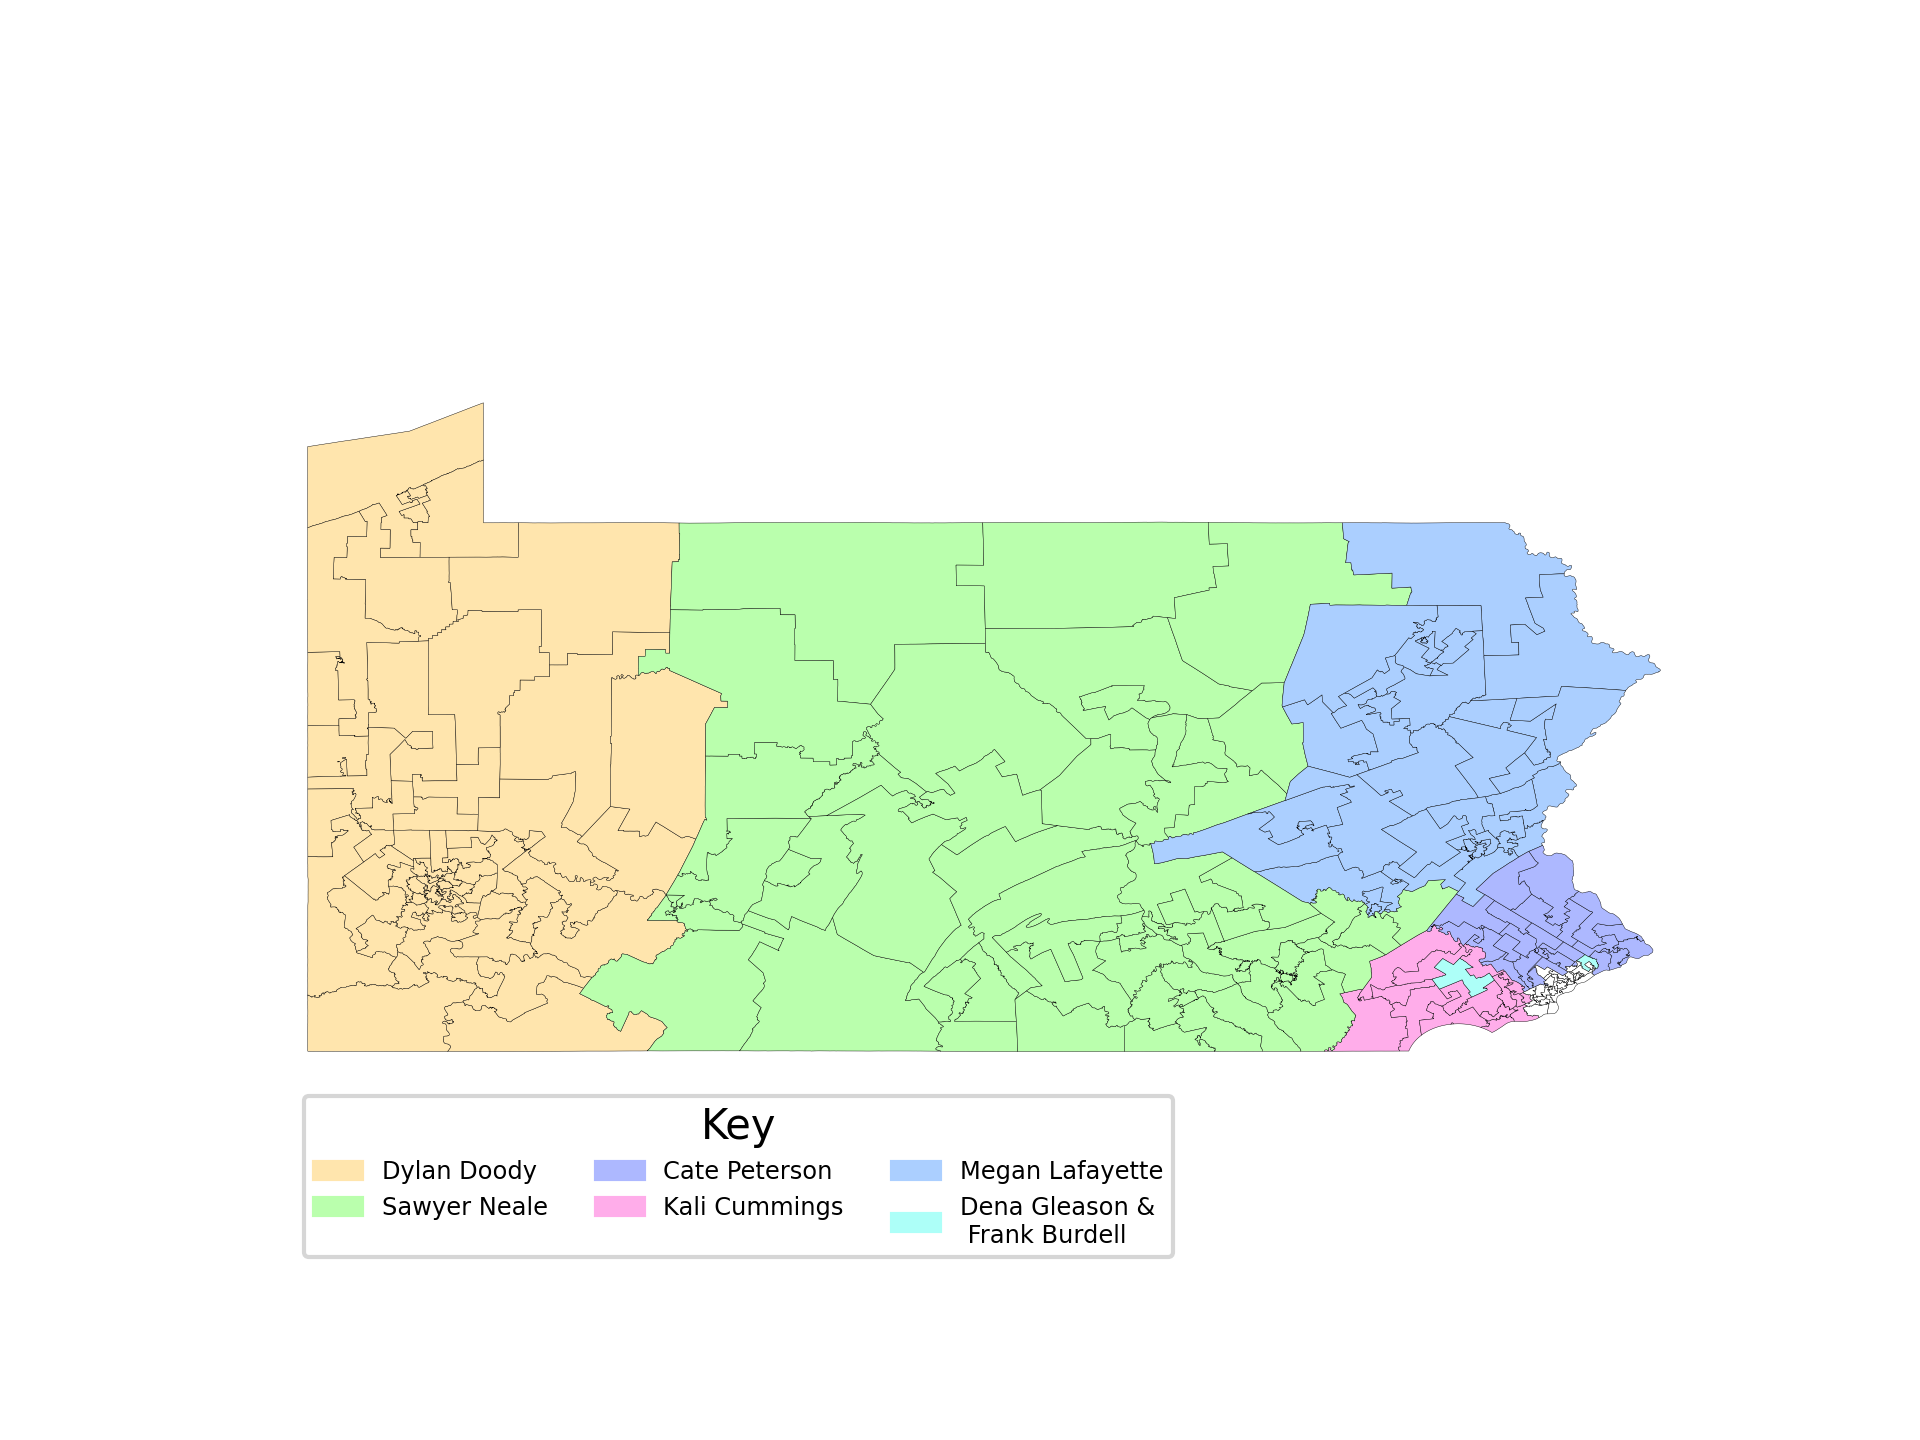 Key
Dylan Doody
Sawyer Neale
Cate Peterson
Kali Cummings
Megan Lafayette
Dena Gleason &
Frank Burdell